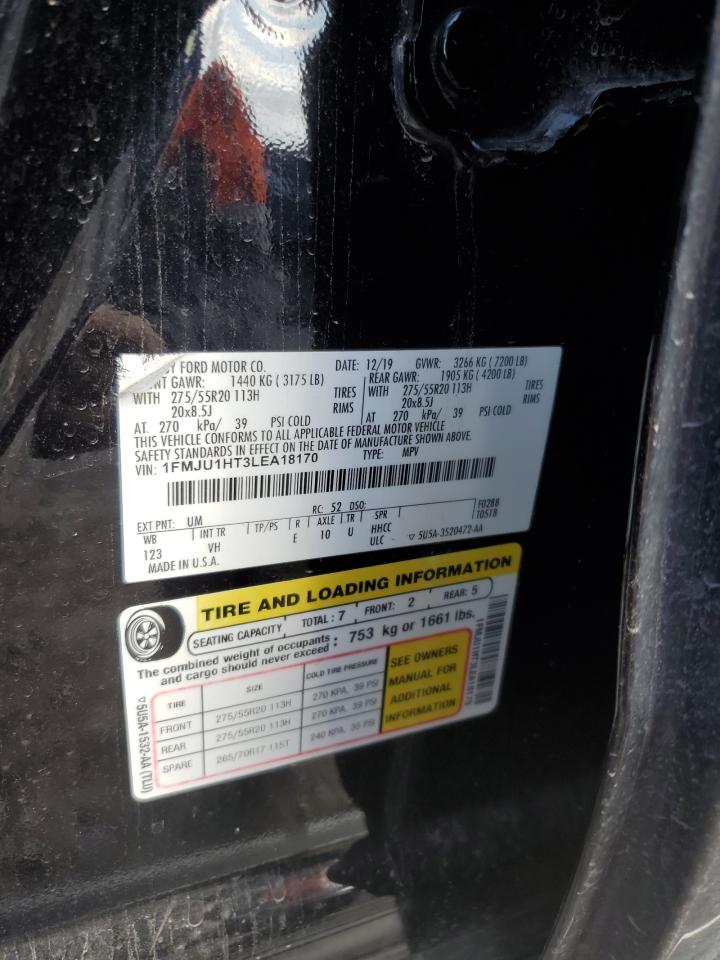 Y FORD MOTOR CO. DATE: 12/19 GVWR: 3266 KG ( 7200 LB)
NT GAWR: 1440 KG ( 3175 LB) REAR GAWR: 1905 KG ( 4200 LB)
WITH 275/55R20 113H TIRES WITH 275/55R20 113H TIRES
20x8.5J RIMS 20x8.5J RIMS
AT: 270 kPa/ 39 PSI COLD AT: 270 kPa/ 39 PSI COLD
THIS VEHICLE CONFORMS TO ALL APPLICABLE FEDERAL MOTOR VEHICLE
SAFETY STANDARDS IN EFFECT ON THE DATE OF MANUFACTURE SHOWN ABOVE.
VIN: 1FMJU1HT3LEA18170 TYPE: MPV
EXT PNT: UM RC: 52 DSO: F0288
WB INT TR TP/PS R AXLE TR SPR T0518
123 VH E 10 U HHCC
MADE IN U.S.A. ULC ▽ 5U5A-3520472-AA
TIRE AND LOADING INFORMATION
SEATING CAPACITY TOTAL : 7 FRONT: 2 REAR: 5
The combined weight of occupants
and cargo should never exceed : 753 kg or 1661 lbs.
TIRE SIZE COLD TIRE PRESSURE
FRONT 275/55R20 113H 270 KPA, 39 PSI
REAR 275/55R20 113H 270 KPA, 39 PSI
SPARE 265/70R17 115T 240 KPA, 35 PSI
SEE OWNERS
MANUAL FOR
ADDITIONAL
INFORMATION
▽5U5A-1532-AA (TLU)
1FMJU1HT3LEA18170